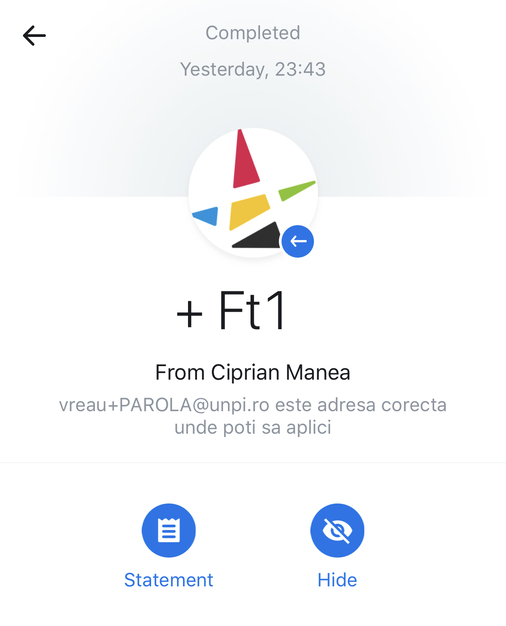 Completed
Yesterday, 23:43
+ Ft1
From Ciprian Manea
vreau+PAROLA@unpi.ro este adresa corecta
unde poti sa aplici
Statement
Hide